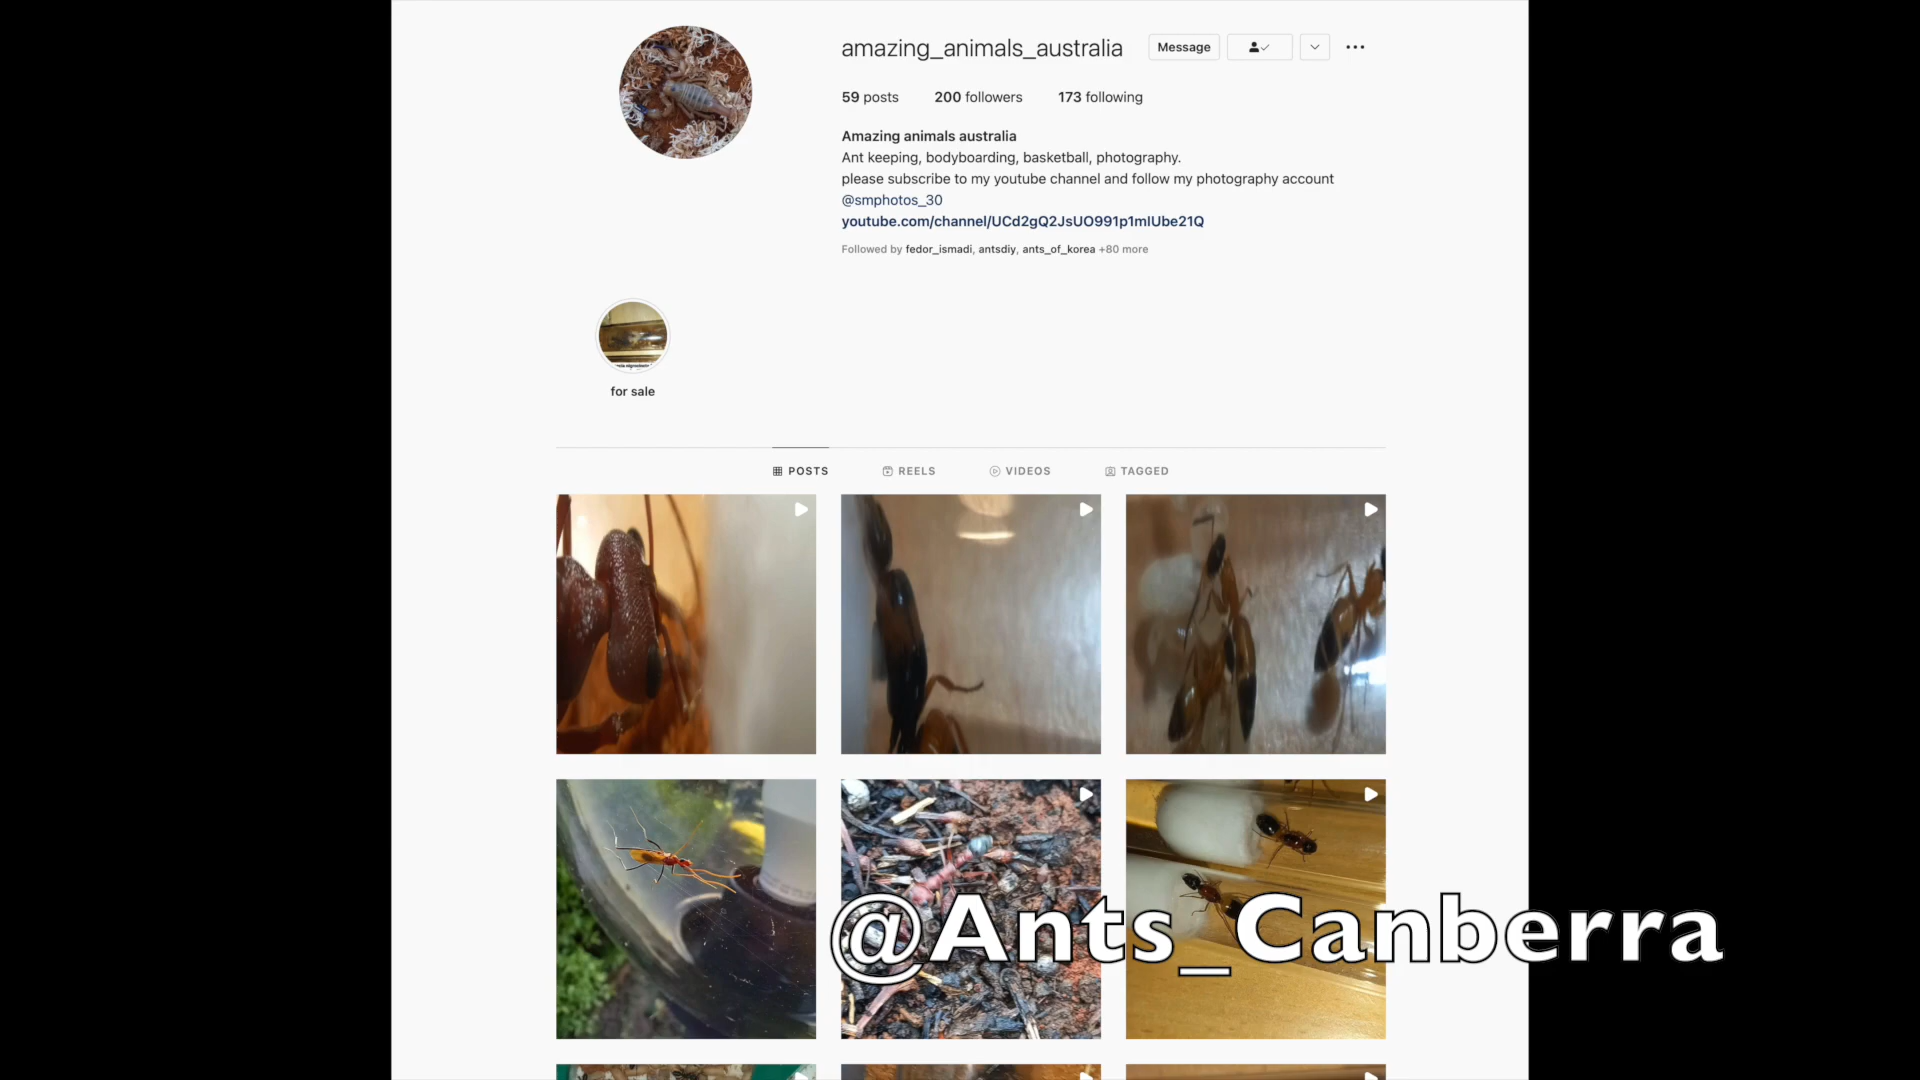 amazing_animals_australia
Message
59 posts
200 followers
173 following
Amazing animals australia
Ant keeping, bodyboarding, basketball, photography.
please subscribe to my youtube channel and follow my photography account
@smphotos_30
youtube.com/channel/UCd2gQ2JsUO991p1mIUbe21Q
Followed by fedor_ismadi, antsdiy, ants_of_korea +80 more
for sale
POSTS
REELS
VIDEOS
TAGGED
@Ants_Canberra